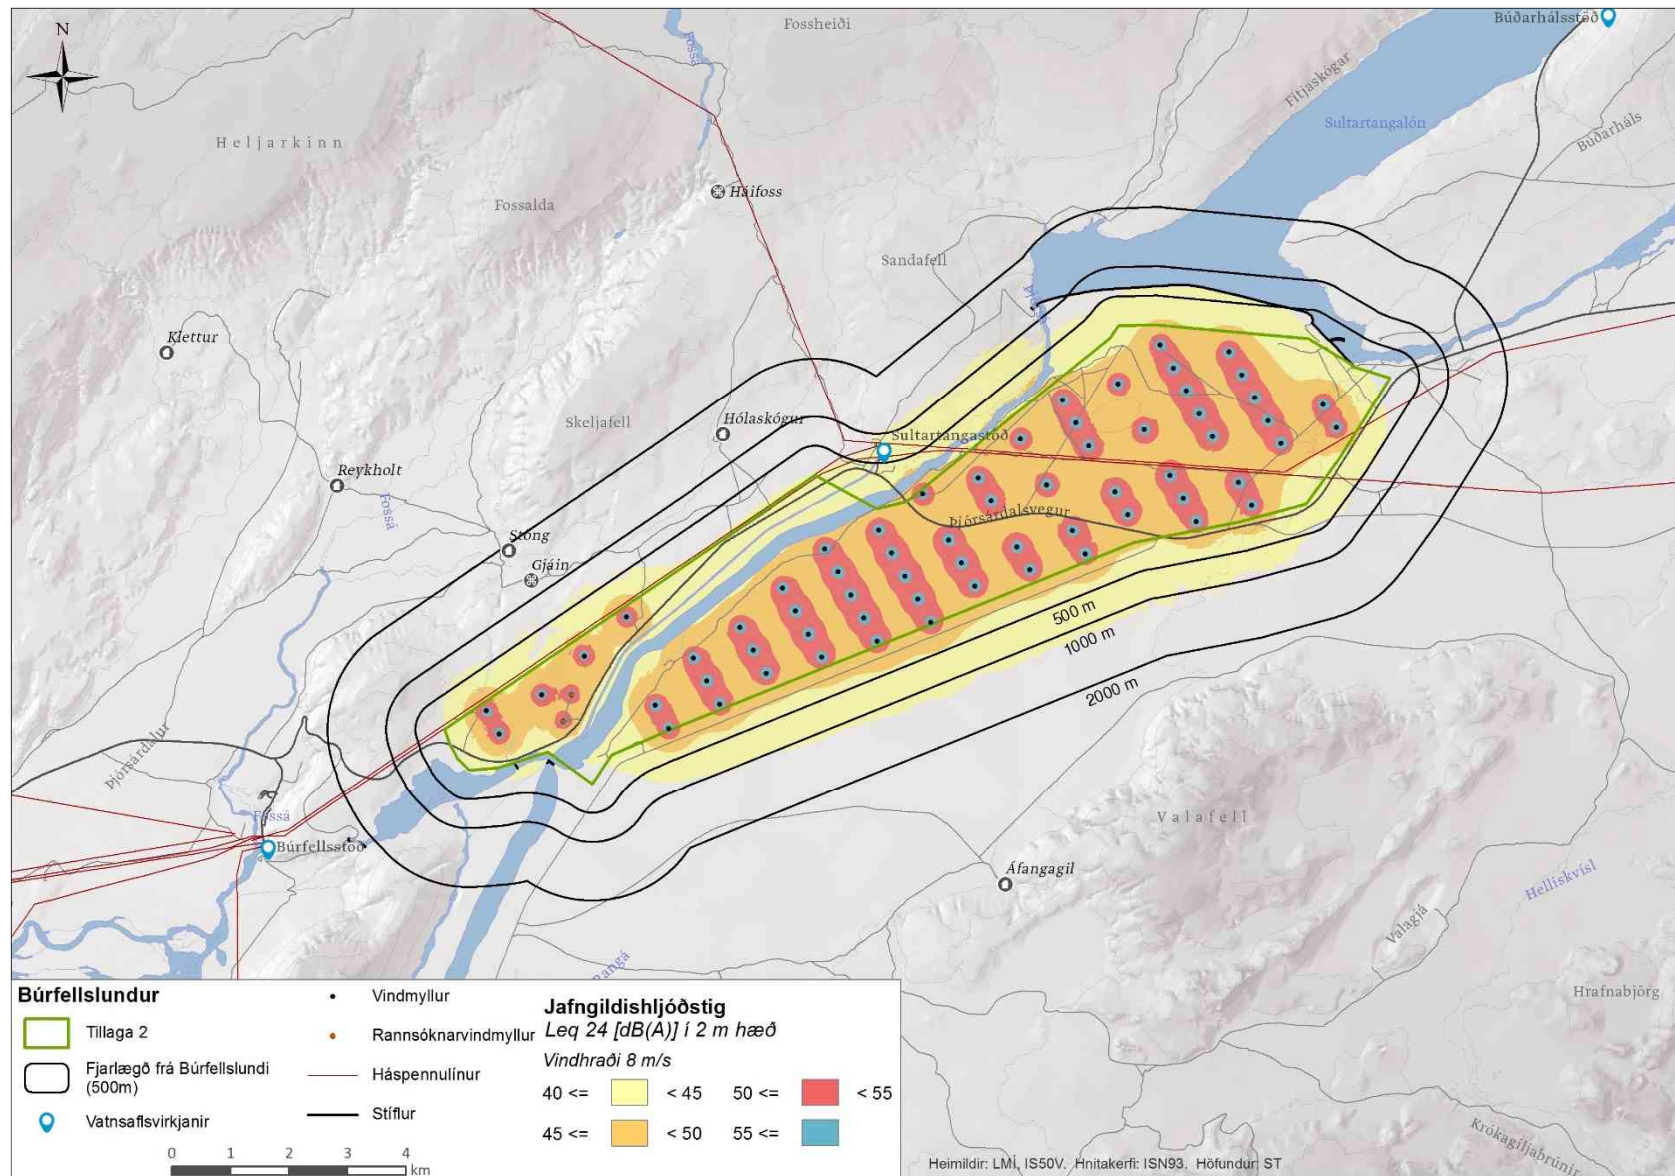 N
Fossá
Fossheiði
Búðarhálsstöð
Fitjaskógar
Sultartangalón
Búðarháls
Heljarkinn
Háifoss
Fossalda
Sandafell
Klettur
Skeljafell
Hólaskógur
Sultartangastöð
Reykholt
Fossá
Þjórsárdalsvegur
Stöng
Gjáin
500 m
1000 m
2000 m
Þjórsárdalur
Fossá
Búrfellsstöð
Valafell
Áfangagil
Helliskvísl
Valagjá
Rangá
Hrafnabjörg
Krókagiljabrúnir
Búrfellslundur
Tillaga 2
Fjarlægð frá Búrfellslundi
(500m)
Vatnsaflsvirkjanir
Vindmyllur
Rannsóknarvindmyllur
Háspennulínur
Stíflur
Jafngildishljóðstig
Leq 24 [dB(A)] í 2 m hæð
Vindhraði 8 m/s
40 <= < 45 50 <= < 55
45 <= < 50 55 <=
0 1 2 3 4
km
Heimildir: LMÍ, IS50V. Hnitakerfi: ISN93. Höfundur: ST